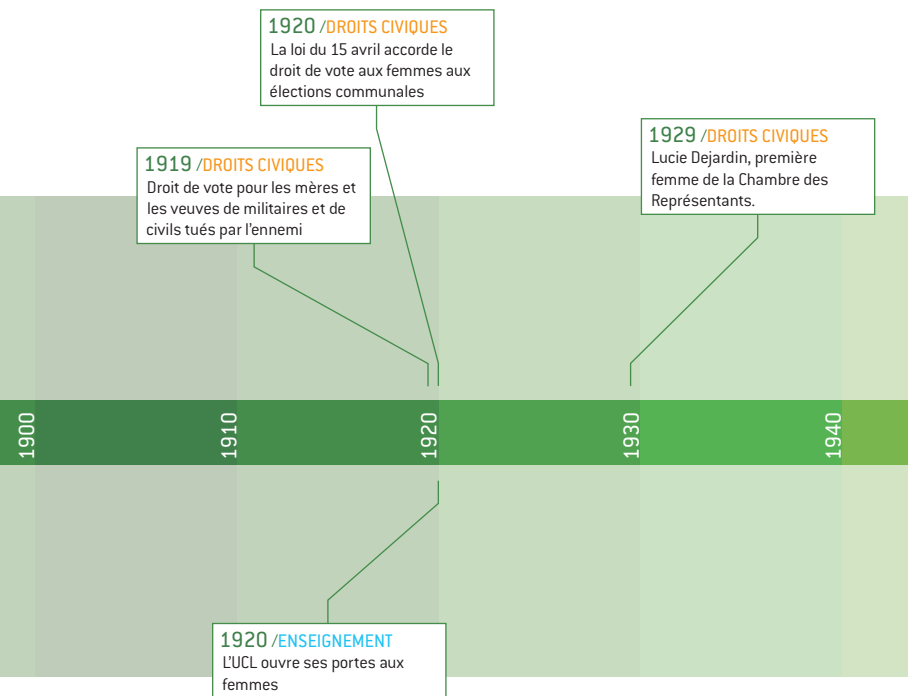 1920 /DROITS CIVIQUES
La loi du 15 avril accorde le
droit de vote aux femmes aux
élections communales
1929 /DROITS CIVIQUES
Lucie Dejardin, première
femme de la Chambre des
Représentants.
1919 /DROITS CIVIQUES
Droit de vote pour les mères et
les veuves de militaires et de
civils tués par l'ennemi
1900
1910
1920
1930
1940
1920 /ENSEIGNEMENT
L'UCL ouvre ses portes aux
femmes